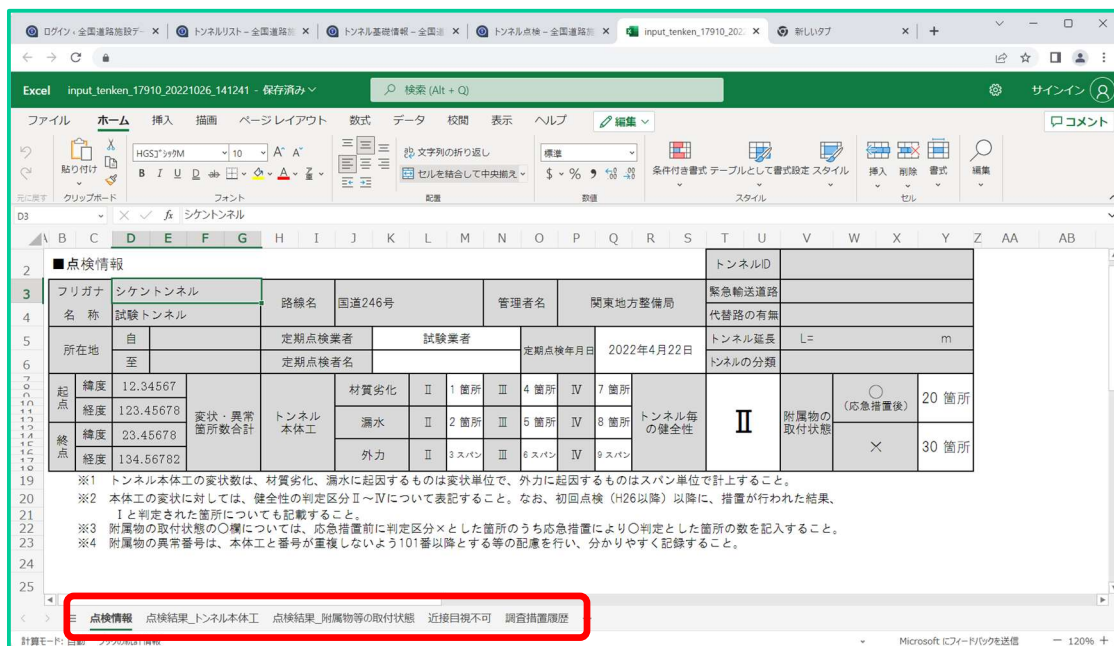 ログイン - 全国道路施設デー
トンネルリスト – 全国道路施
トンネル基礎情報 – 全国道
トンネル点検 – 全国道路施
input_tenken_17910_202
新しいタブ
Excel input_tenken_17910_20221026_141241 - 保存済み
検索 (Alt + Q)
サインイン
ファイル ホーム 挿入 描画 ページ レイアウト 数式 データ 校閲 表示 ヘルプ 編集 コメント
貼り付け
HGSｺﾞｼｯｸM 10
B I U D ab
文字列の折り返し
セルを結合して中央揃え
標準
$ % 9
条件付き書式 テーブルとして書式設定 スタイル 挿入 削除 書式 編集
元に戻す クリップボード フォント 配置 数値 スタイル セル
D3 fx シケントンネル
B C D E F G H I J K L M N O P Q R S T U V W X Y Z AA AB
2 ■点検情報 トンネルID
3 フリガナ シケントンネル 路線名 国道246号 管理者名 関東地方整備局 緊急輸送道路
4 名 称 試験トンネル 代替路の有無
5 所在地 自 定期点検業者 試験業者 定期点検年月日 2022年4月22日 トンネル延長 L= m
6 至 定期点検者名 トンネルの分類
起点 緯度 12.34567 変状・異常箇所数合計 トンネル本体工 材質劣化 Ⅱ 1 箇所 Ⅲ 4 箇所 Ⅳ 7 箇所 トンネル毎の健全性 Ⅱ 附属物の取付状態 〇(応急措置後) 20 箇所
経度 123.45678 漏水 Ⅱ 2 箇所 Ⅲ 5 箇所 Ⅳ 8 箇所
終点 緯度 23.45678 × 30 箇所
経度 134.56782 外力 Ⅱ 3 スパン Ⅲ 6 スパン Ⅳ 9 スパン
19 ※1 トンネル本体工の変状数は、材質劣化、漏水に起因するものは変状単位で、外力に起因するものはスパン単位で計上すること。
20 ※2 本体工の変状に対しては、健全性の判定区分Ⅱ～Ⅳについて表記すること。なお、初回点検（H26以降）以降に、措置が行われた結果、
21 Ⅰと判定された箇所についても記載すること。
22 ※3 附属物の取付状態の〇欄については、応急措置前に判定区分×とした箇所のうち応急措置により〇判定とした箇所の数を記入すること。
23 ※4 附属物の異常番号は、本体工と番号が重複しないよう101番以降とする等の配慮を行い、分かりやすく記録すること。
24
25
点検情報 点検結果_トンネル本体工 点検結果_附属物等の取付状態 近接目視不可 調査措置履歴
計算モード: 自動 Microsoft にフィードバックを送信 120%